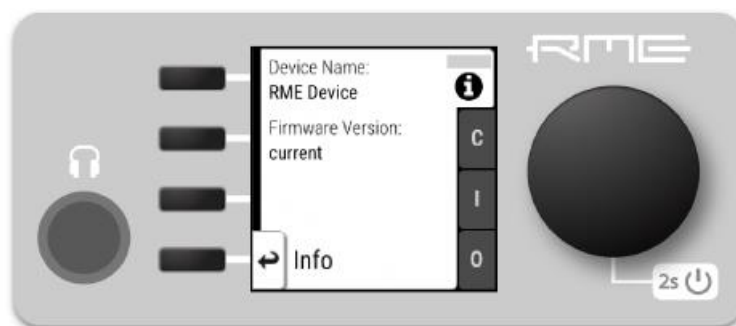 RME
Device Name:
RME Device
Firmware Version:
current
C
I
O
Info
2s